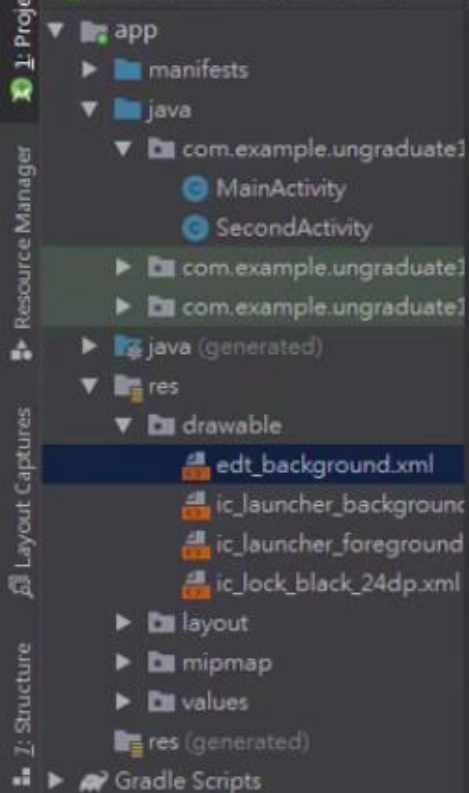 1: Proje
Resource Manager
Layout Captures
7: Structure
app
manifests
java
com.example.ungraduate1
MainActivity
SecondActivity
com.example.ungraduate1
com.example.ungraduate1
java (generated)
res
drawable
edt_background.xml
ic_launcher_background
ic_launcher_foreground
ic_lock_black_24dp.xml
layout
mipmap
values
res (generated)
Gradle Scripts